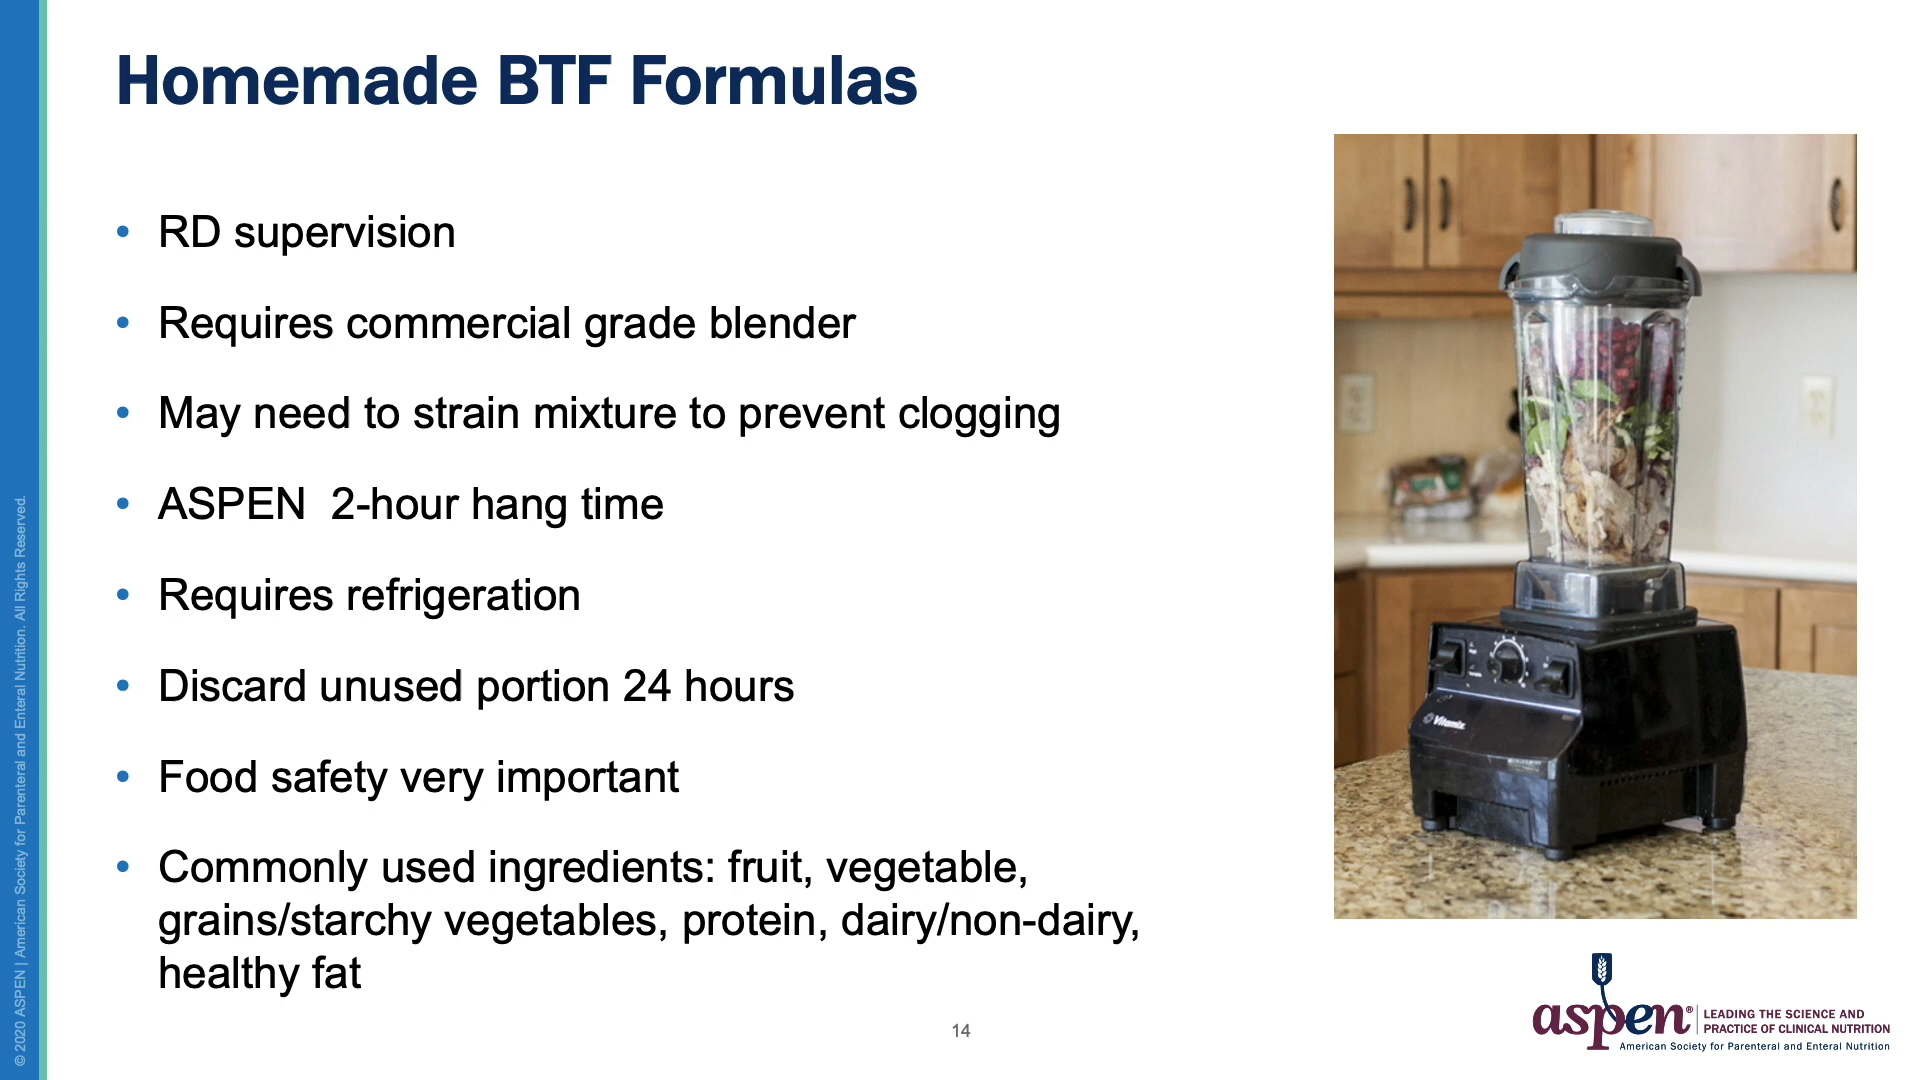 Homemade BTF Formulas
• RD supervision
• Requires commercial grade blender
• May need to strain mixture to prevent clogging
• ASPEN  2-hour hang time
• Requires refrigeration
• Discard unused portion 24 hours
• Food safety very important
• Commonly used ingredients: fruit, vegetable,
grains/starchy vegetables, protein, dairy/non-dairy,
healthy fat
Vitamix
14
aspen®
LEADING THE SCIENCE AND
PRACTICE OF CLINICAL NUTRITION
American Society for Parenteral and Enteral Nutrition
© 2020 ASPEN | American Society for Parenteral and Enteral Nutrition. All Rights Reserved.